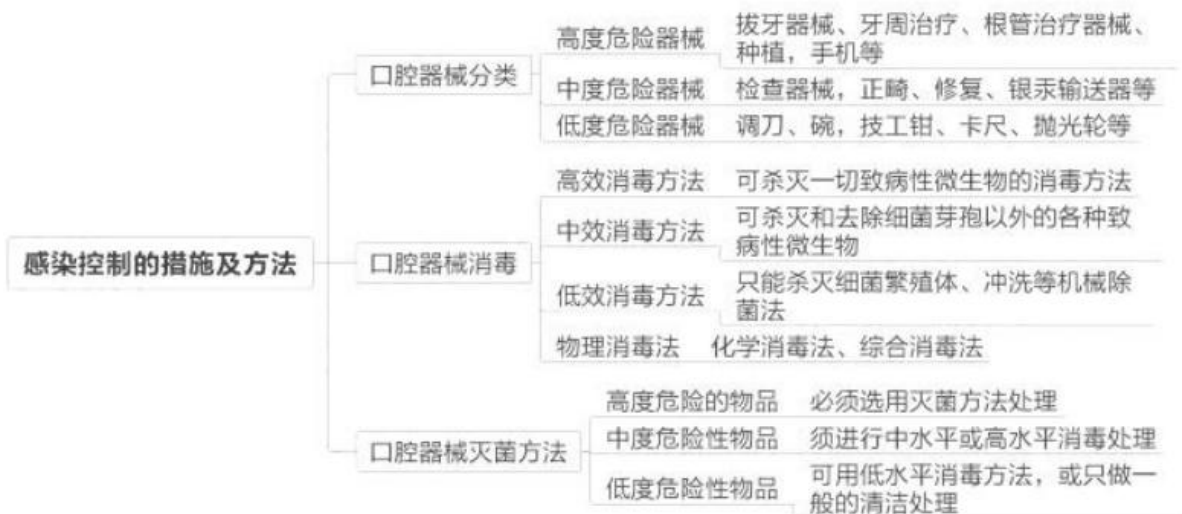 感染控制的措施及方法
口腔器械分类
高度危险器械
拔牙器械、牙周治疗、根管治疗器械、
种植，手机等
中度危险器械
检查器械，正畸、修复、银汞输送器等
低度危险器械
调刀、碗，技工钳、卡尺、抛光轮等
口腔器械消毒
高效消毒方法
可杀灭一切致病性微生物的消毒方法
中效消毒方法
可杀灭和去除细菌芽孢以外的各种致
病性微生物
低效消毒方法
只能杀灭细菌繁殖体、冲洗等机械除
菌法
物理消毒法
化学消毒法、综合消毒法
口腔器械灭菌方法
高度危险的物品
必须选用灭菌方法处理
中度危险性物品
须进行中水平或高水平消毒处理
低度危险性物品
可用低水平消毒方法，或只做一
般的清洁处理